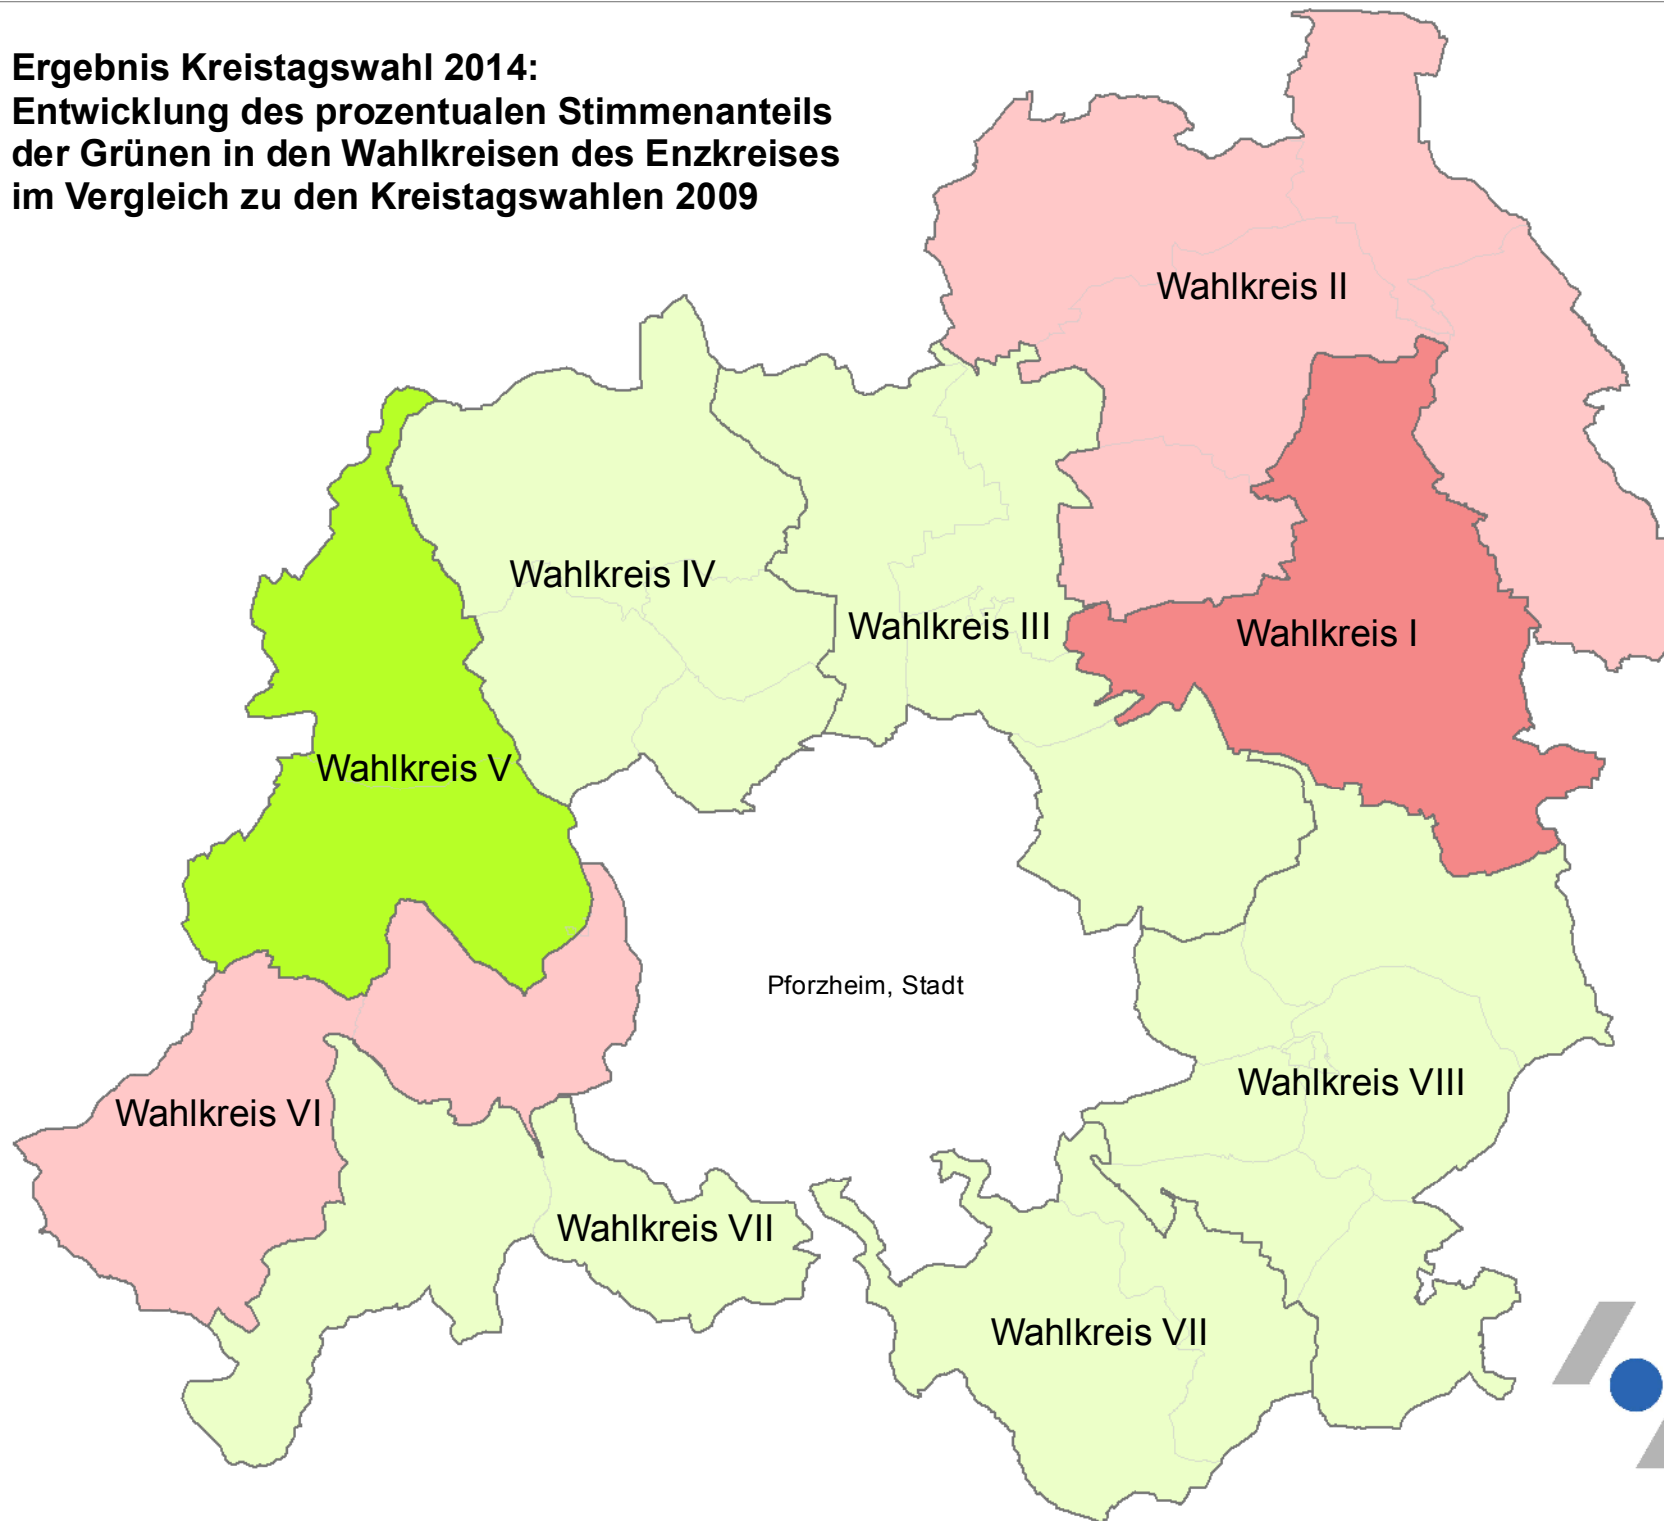 Ergebnis Kreistagswahl 2014:
Entwicklung des prozentualen Stimmenanteils
der Grünen in den Wahlkreisen des Enzkreises
im Vergleich zu den Kreistagswahlen 2009
Wahlkreis II
Wahlkreis IV
Wahlkreis III
Wahlkreis I
Wahlkreis V
Pforzheim, Stadt
Wahlkreis VIII
Wahlkreis VI
Wahlkreis VII
Wahlkreis VII